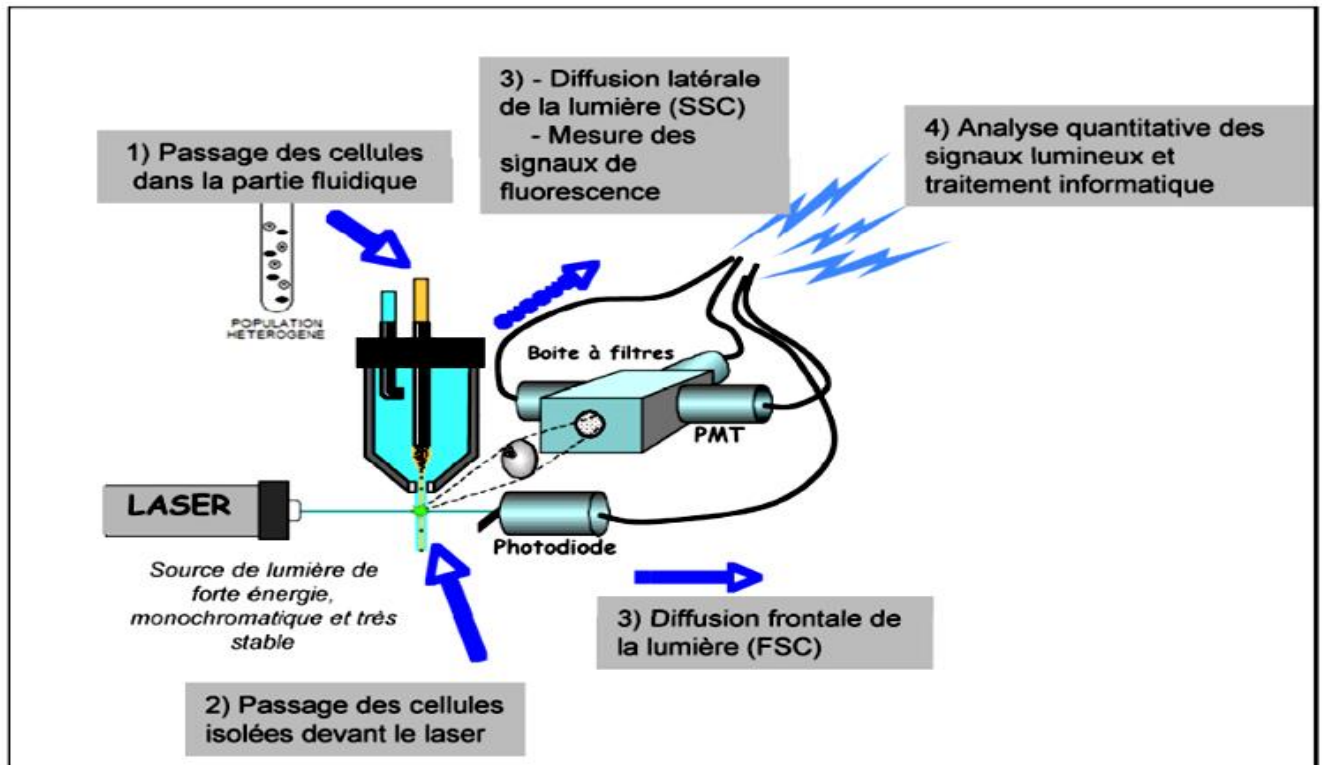 1) Passage des cellules
dans la partie fluidique
POPULATION
HETEROGENE
3) - Diffusion latérale
de la lumière (SSC)
- Mesure des
signaux de
fluorescence
4) Analyse quantitative des
signaux lumineux et
traitement informatique
Boite à filtres
PMT
LASER
Photodiode
Source de lumière de
forte énergie,
monochromatique et très
stable
3) Diffusion frontale de
la lumière (FSC)
2) Passage des cellules
isolées devant le laser